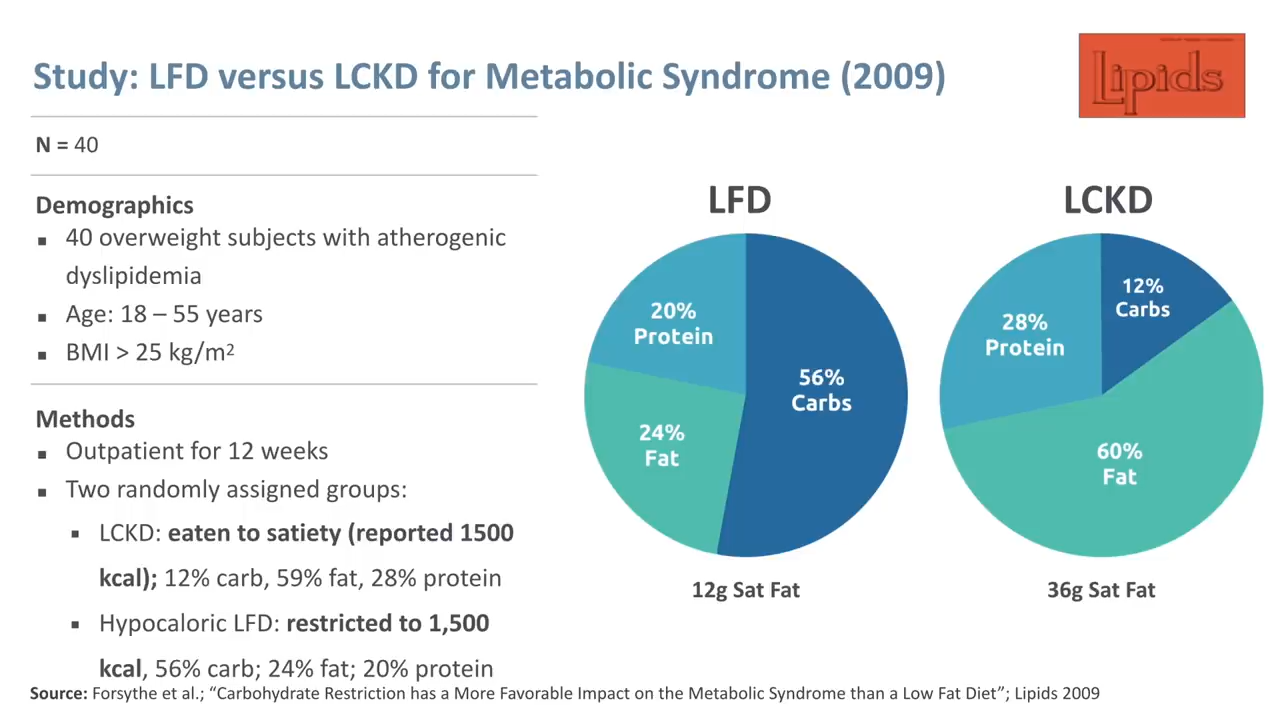 Study: LFD versus LCKD for Metabolic Syndrome (2009)
Lipids
N = 40
Demographics
▪ 40 overweight subjects with atherogenic
dyslipidemia
▪ Age: 18 – 55 years
▪ BMI > 25 kg/m2
Methods
▪ Outpatient for 12 weeks
▪ Two randomly assigned groups:
▪ LCKD: eaten to satiety (reported 1500
kcal); 12% carb, 59% fat, 28% protein
▪ Hypocaloric LFD: restricted to 1,500
kcal, 56% carb; 24% fat; 20% protein
LFD
20%
Protein
56%
Carbs
24%
Fat
12g Sat Fat
LCKD
12%
Carbs
28%
Protein
60%
Fat
36g Sat Fat
Source: Forsythe et al.; “Carbohydrate Restriction has a More Favorable Impact on the Metabolic Syndrome than a Low Fat Diet”; Lipids 2009